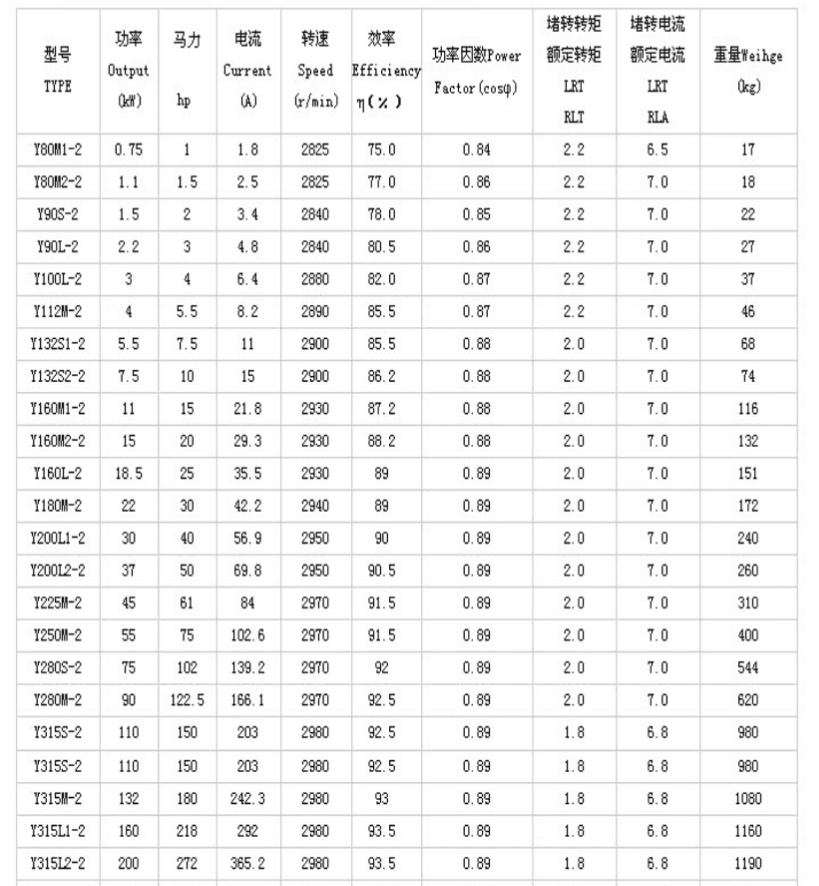 型号 功率 马力 电流 转速 效率 功率因数Power 堵转转矩 堵转电流 重量Weihge
TYPE Output hp Current Speed Efficiency Factor(cosφ) 额定转矩 额定电流 (kg)
(kW) (A) (r/min) η(%) LRT LRT
RLT RLA
Y80M1-2 0.75 1 1.8 2825 75.0 0.84 2.2 6.5 17
Y80M2-2 1.1 1.5 2.5 2825 77.0 0.86 2.2 7.0 18
Y90S-2 1.5 2 3.4 2840 78.0 0.85 2.2 7.0 22
Y90L-2 2.2 3 4.8 2840 80.5 0.86 2.2 7.0 27
Y100L-2 3 4 6.4 2880 82.0 0.87 2.2 7.0 37
Y112M-2 4 5.5 8.2 2890 85.5 0.87 2.2 7.0 46
Y132S1-2 5.5 7.5 11 2900 85.5 0.88 2.0 7.0 68
Y132S2-2 7.5 10 15 2900 86.2 0.88 2.0 7.0 74
Y160M1-2 11 15 21.8 2930 87.2 0.88 2.0 7.0 116
Y160M2-2 15 20 29.3 2930 88.2 0.88 2.0 7.0 132
Y160L-2 18.5 25 35.5 2930 89 0.89 2.0 7.0 151
Y180M-2 22 30 42.2 2940 89 0.89 2.0 7.0 172
Y200L1-2 30 40 56.9 2950 90 0.89 2.0 7.0 240
Y200L2-2 37 50 69.8 2950 90.5 0.89 2.0 7.0 260
Y225M-2 45 61 84 2970 91.5 0.89 2.0 7.0 310
Y250M-2 55 75 102.6 2970 91.5 0.89 2.0 7.0 400
Y280S-2 75 102 139.2 2970 92 0.89 2.0 7.0 544
Y280M-2 90 122.5 166.1 2970 92.5 0.89 2.0 7.0 620
Y315S-2 110 150 203 2980 92.5 0.89 1.8 6.8 980
Y315S-2 110 150 203 2980 92.5 0.89 1.8 6.8 980
Y315M-2 132 180 242.3 2980 93 0.89 1.8 6.8 1080
Y315L1-2 160 218 292 2980 93.5 0.89 1.8 6.8 1160
Y315L2-2 200 272 365.2 2980 93.5 0.89 1.8 6.8 1190